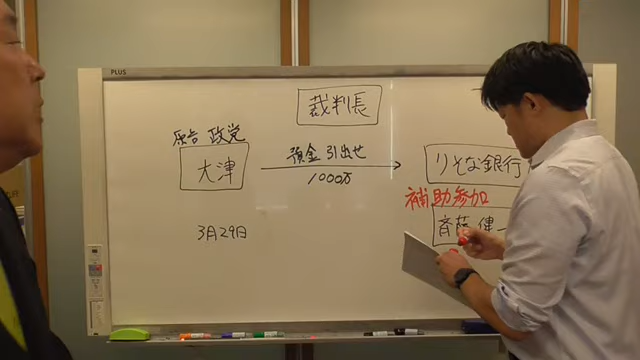 PLUS
裁判長
原告 政党
大津
預金 引出せ
1000万
りそな銀行
補助参加
斉藤 健一
3月29日